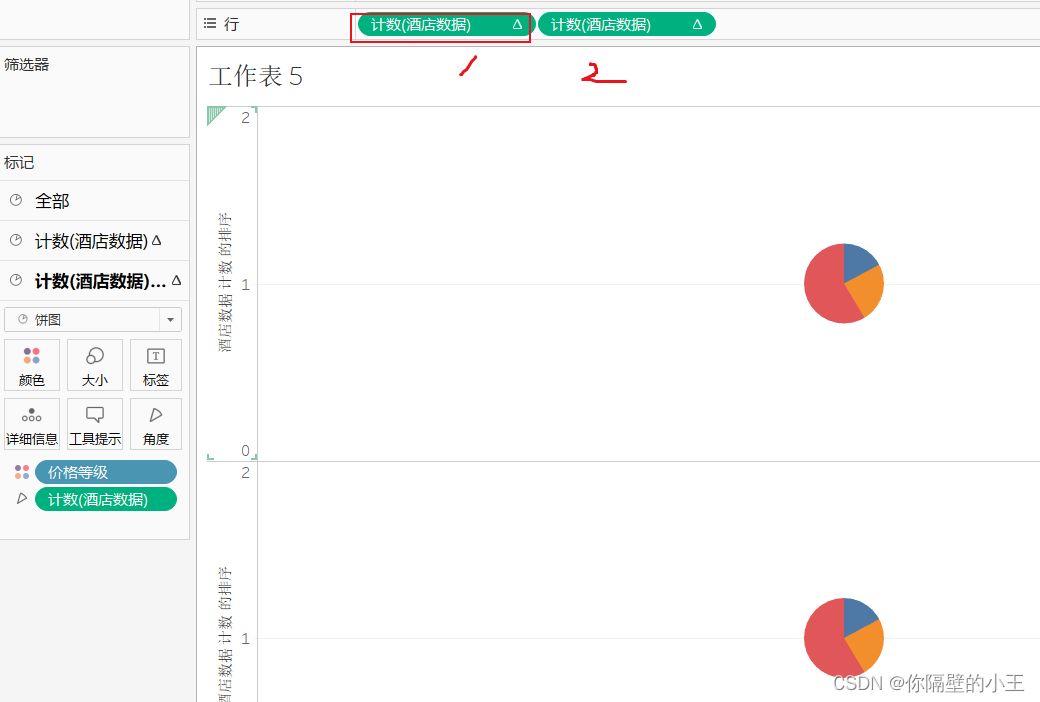 行
计数(酒店数据) Δ
计数(酒店数据) Δ
1
2
筛选器
工作表 5
标记
全部
计数(酒店数据) Δ
计数(酒店数据)... Δ
饼图
颜色
大小
标签
详细信息
工具提示
角度
价格等级
计数(酒店数据)
2
酒店数据 计数 的排序
1
0
2
酒店数据 计数 的排序
1
CSDN @你隔壁的小王